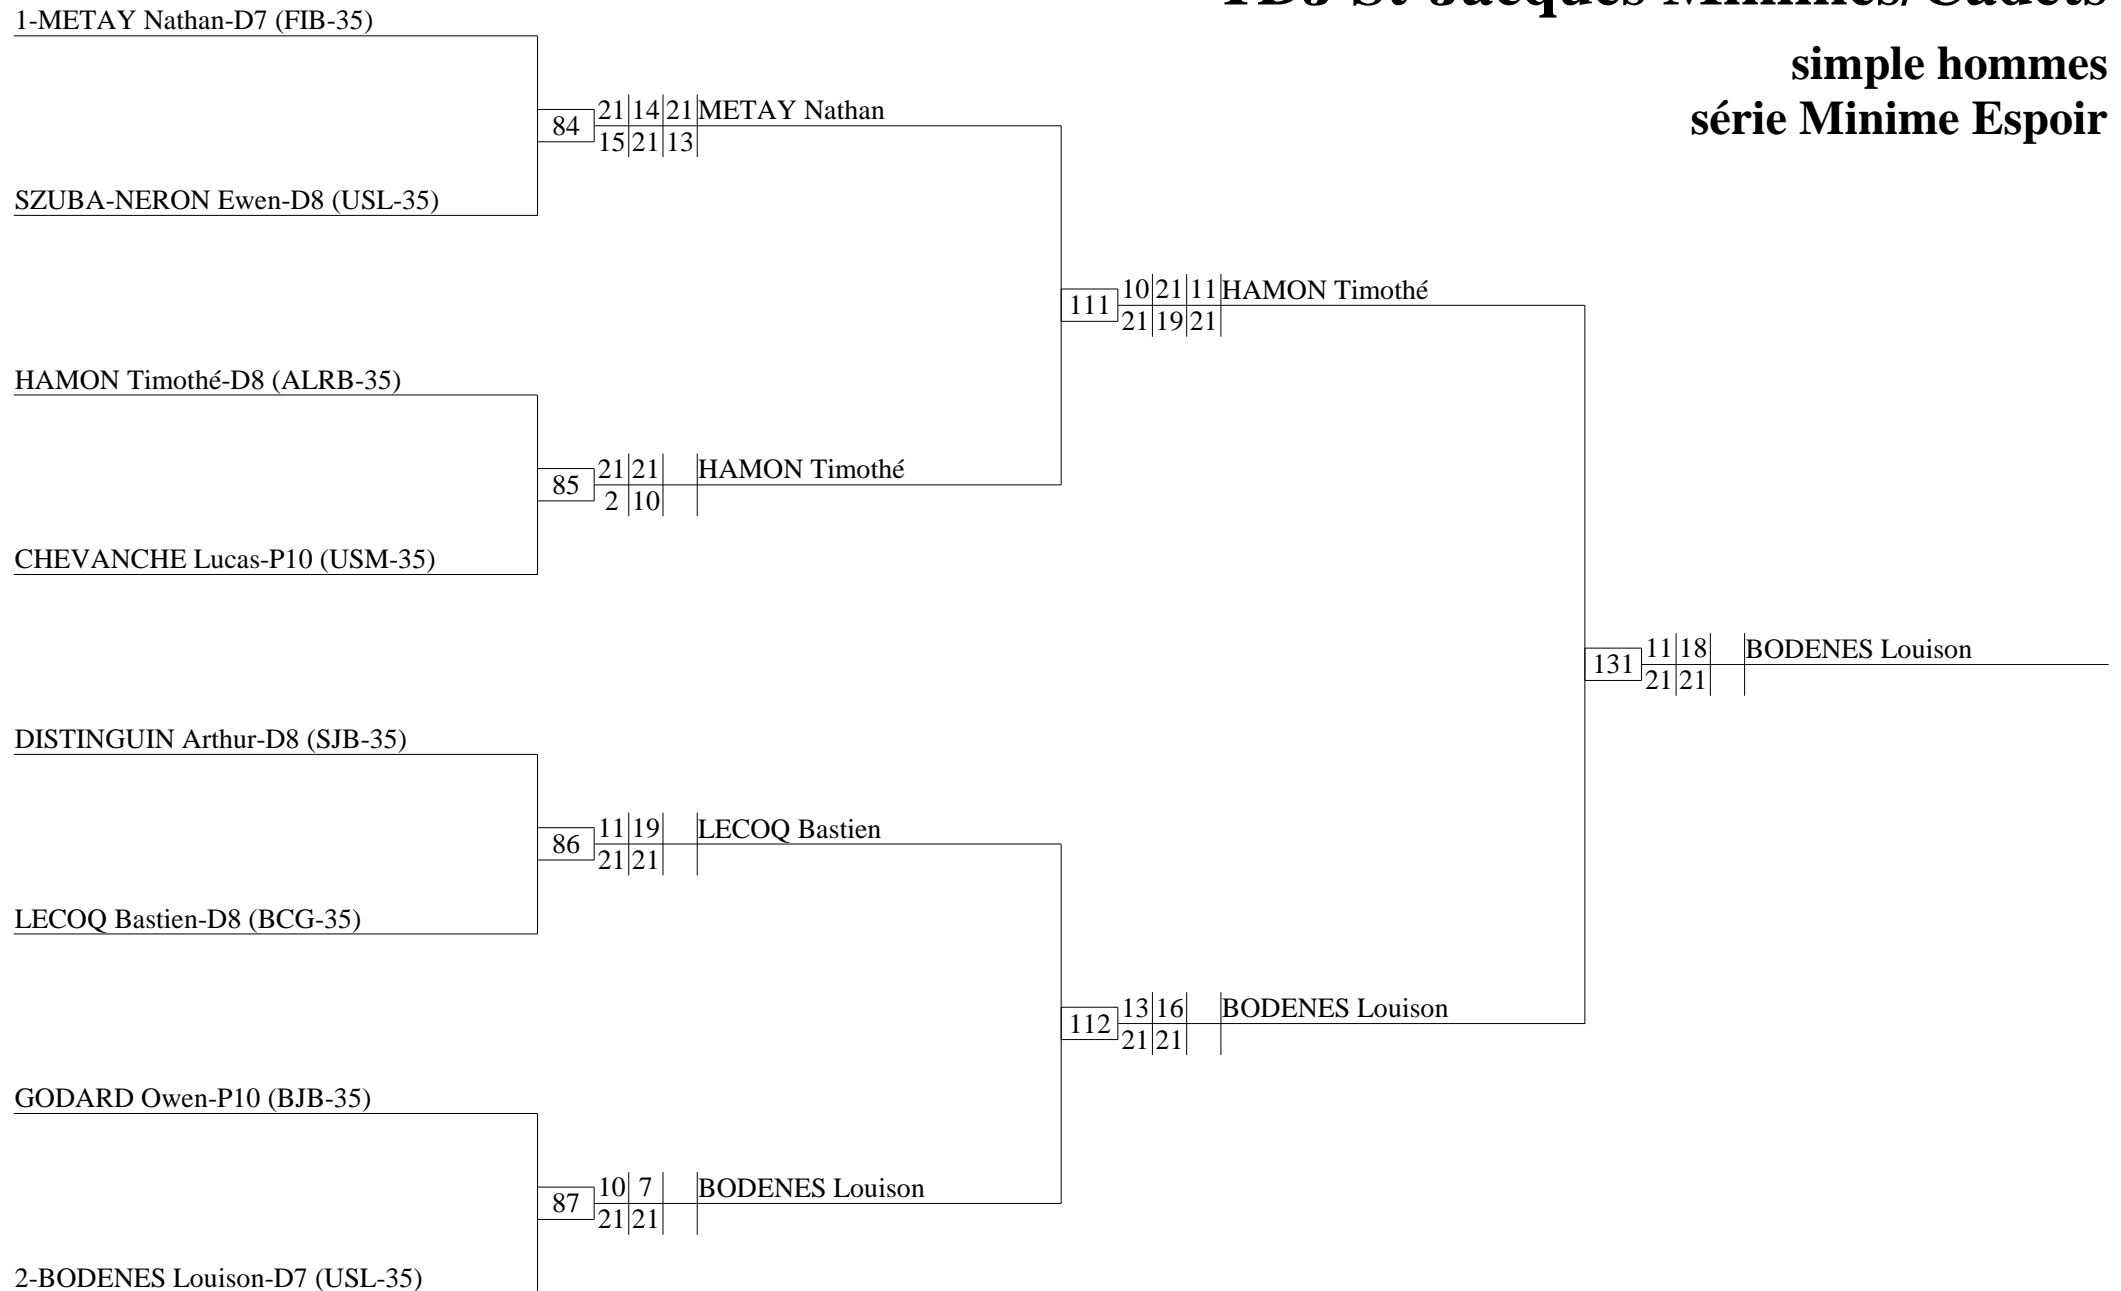 TDJ St Jacques Minimes/Cadets
simple hommes
série Minime Espoir
1-METAY Nathan-D7 (FIB-35)
84 21 14 21 METAY Nathan
15 21 13
SZUBA-NERON Ewen-D8 (USL-35)
111 10 21 11 HAMON Timothé
21 19 21
HAMON Timothé-D8 (ALRB-35)
85 21 21 HAMON Timothé
2 10
CHEVANCHE Lucas-P10 (USM-35)
131 11 18 BODENES Louison
21 21
DISTINGUIN Arthur-D8 (SJB-35)
86 11 19 LECOQ Bastien
21 21
LECOQ Bastien-D8 (BCG-35)
112 13 16 BODENES Louison
21 21
GODARD Owen-P10 (BJB-35)
87 10 7 BODENES Louison
21 21
2-BODENES Louison-D7 (USL-35)